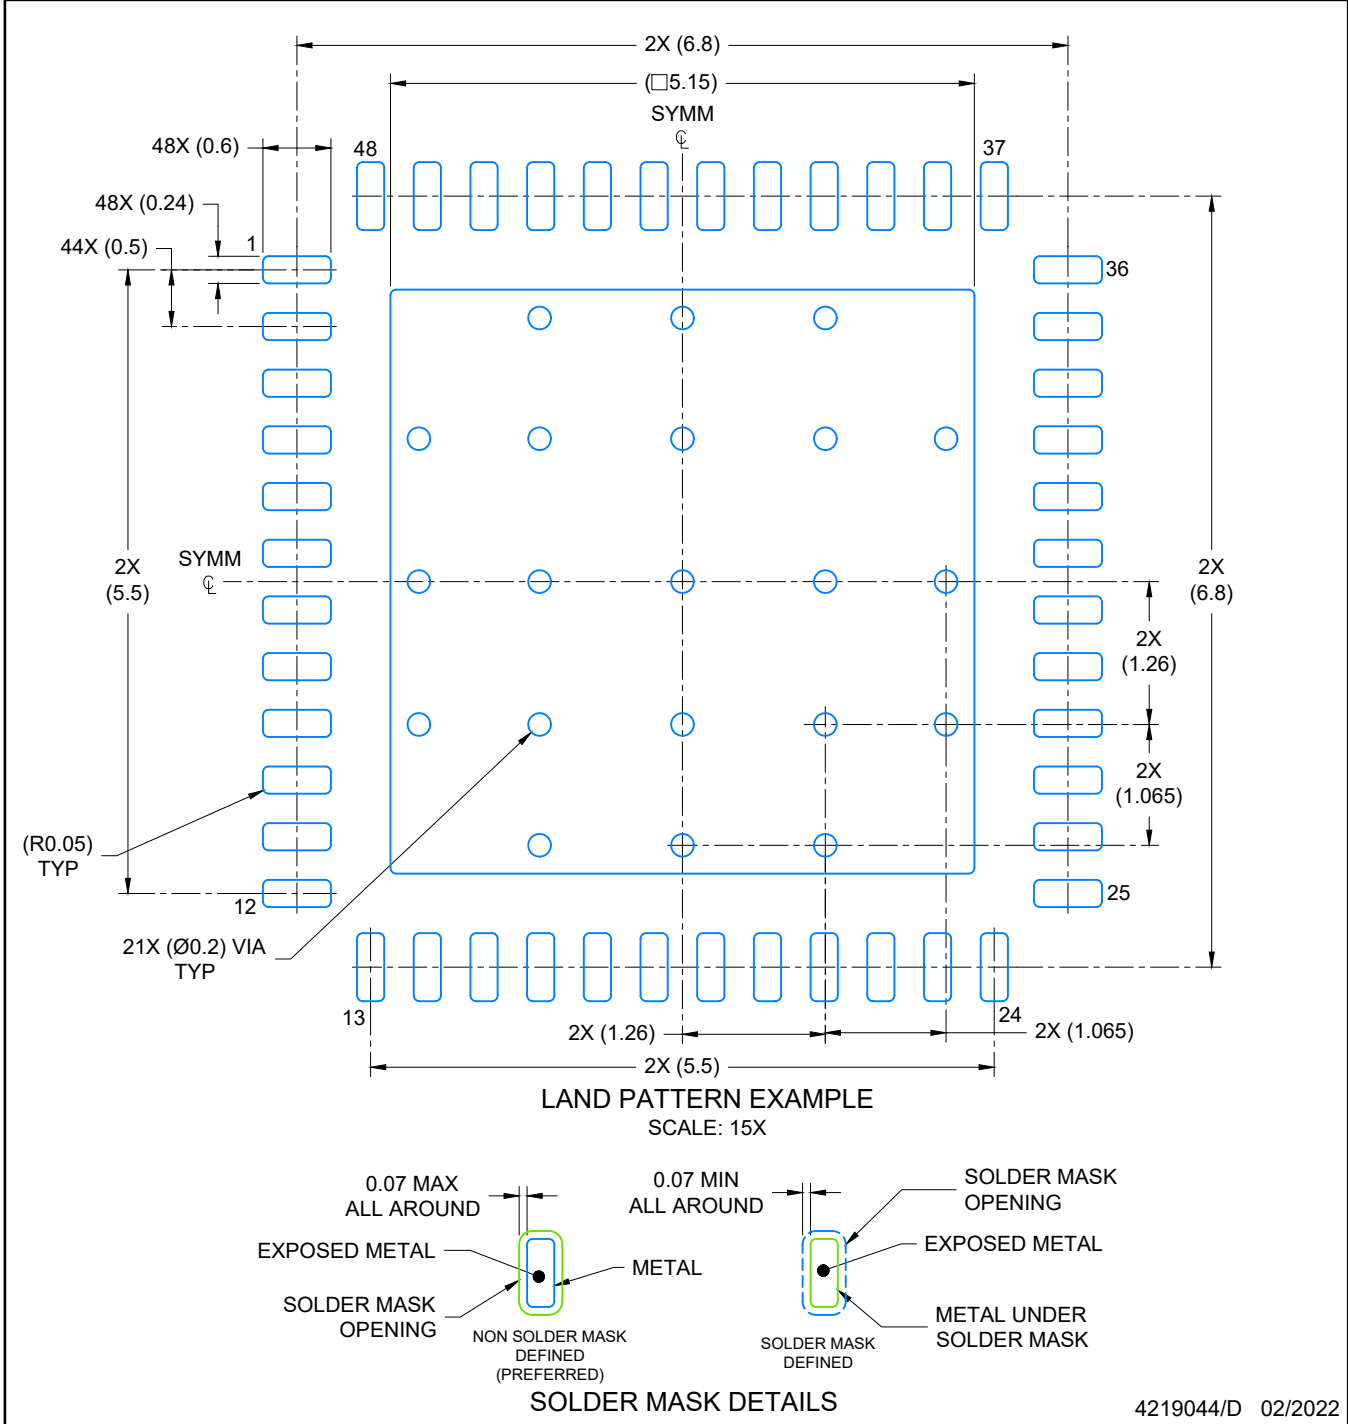 2X (6.8)
(□5.15)
SYMM
℄
48X (0.6)
48
37
48X (0.24)
44X (0.5)
1
36
SYMM
℄
2X
(5.5)
2X
(6.8)
2X
(1.26)
2X
(1.065)
(R0.05)
TYP
12
25
21X (Ø0.2) VIA
TYP
13
24
2X (1.26)
2X (1.065)
2X (5.5)
LAND PATTERN EXAMPLE
SCALE: 15X
0.07 MAX
ALL AROUND
0.07 MIN
ALL AROUND
SOLDER MASK
OPENING
EXPOSED METAL
METAL
EXPOSED METAL
SOLDER MASK
OPENING
METAL UNDER
SOLDER MASK
NON SOLDER MASK
DEFINED
(PREFERRED)
SOLDER MASK
DEFINED
SOLDER MASK DETAILS
4219044/D 02/2022